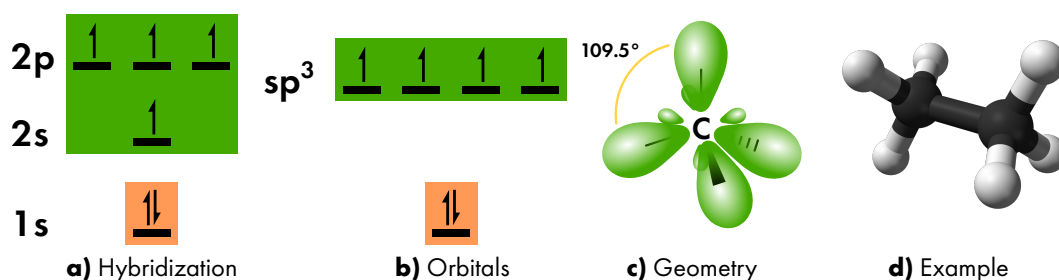 2p
2s
1s
a) Hybridization
sp³
b) Orbitals
109.5°
C
c) Geometry
d) Example